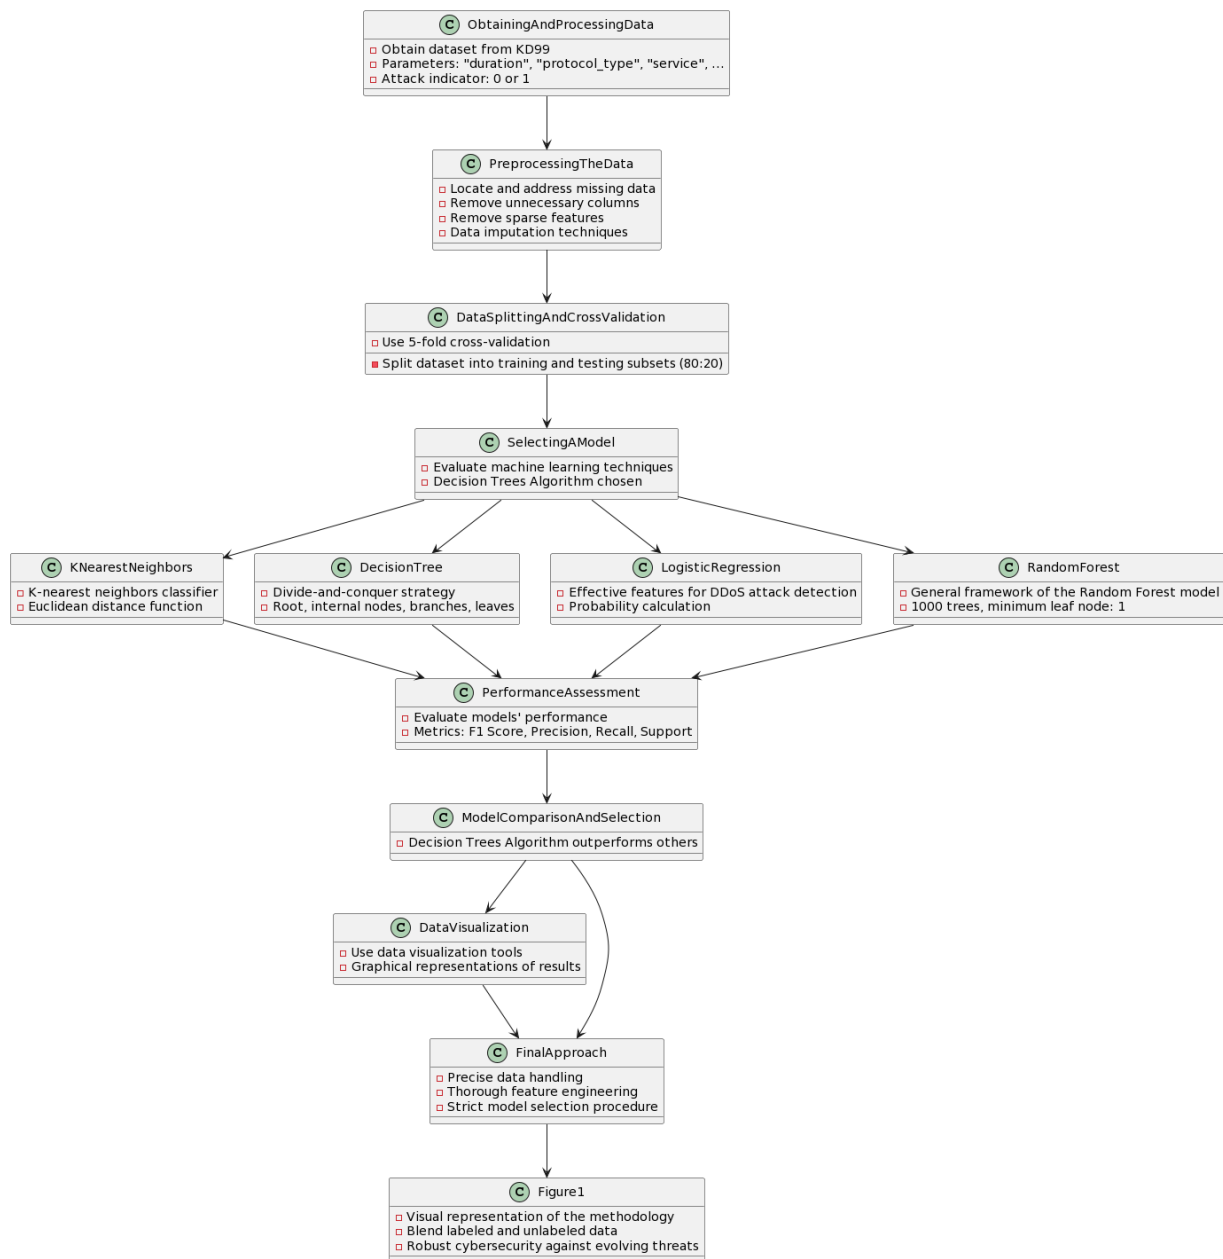 C ObtainingAndProcessingData
Obtain dataset from KD99
Parameters: "duration", "protocol_type", "service", ...
Attack indicator: 0 or 1
C PreprocessingTheData
Locate and address missing data
Remove unnecessary columns
Remove sparse features
Data imputation techniques
C DataSplittingAndCrossValidation
Use 5-fold cross-validation
Split dataset into training and testing subsets (80:20)
C SelectingAModel
Evaluate machine learning techniques
Decision Trees Algorithm chosen
C KNearestNeighbors
K-nearest neighbors classifier
Euclidean distance function
C DecisionTree
Divide-and-conquer strategy
Root, internal nodes, branches, leaves
C LogisticRegression
Effective features for DDoS attack detection
Probability calculation
C RandomForest
General framework of the Random Forest model
1000 trees, minimum leaf node: 1
C PerformanceAssessment
Evaluate models' performance
Metrics: F1 Score, Precision, Recall, Support
C ModelComparisonAndSelection
Decision Trees Algorithm outperforms others
C DataVisualization
Use data visualization tools
Graphical representations of results
C FinalApproach
Precise data handling
Thorough feature engineering
Strict model selection procedure
C Figure1
Visual representation of the methodology
Blend labeled and unlabeled data
Robust cybersecurity against evolving threats